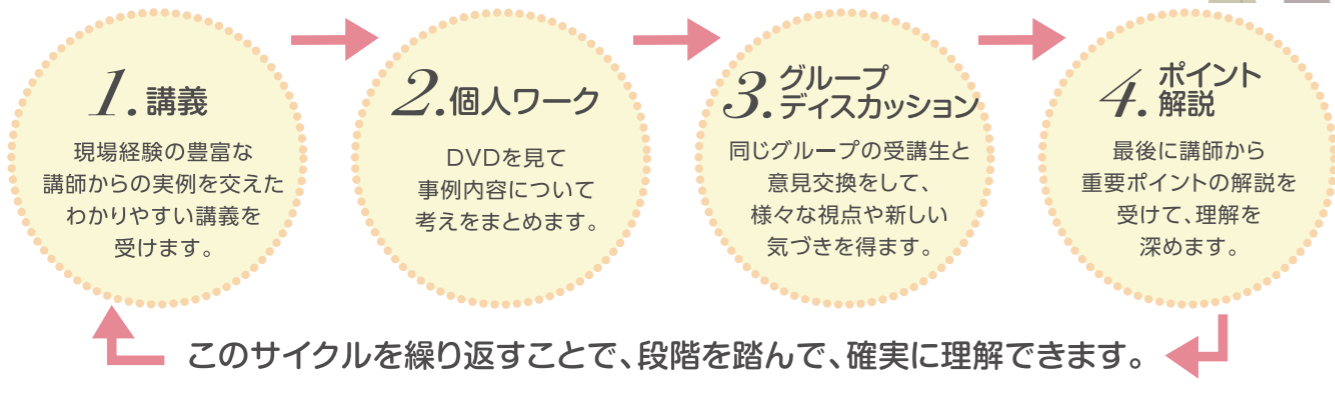 1.講義
現場経験の豊富な
講師からの実例を交えた
わかりやすい講義を
受けます。
2.個人ワーク
DVDを見て
事例内容について
考えをまとめます。
3.グループ
ディスカッション
同じグループの受講生と
意見交換をして、
様々な視点や新しい
気づきを得ます。
4.ポイント
解説
最後に講師から
重要ポイントの解説を
受けて、理解を
深めます。
このサイクルを繰り返すことで、段階を踏んで、確実に理解できます。